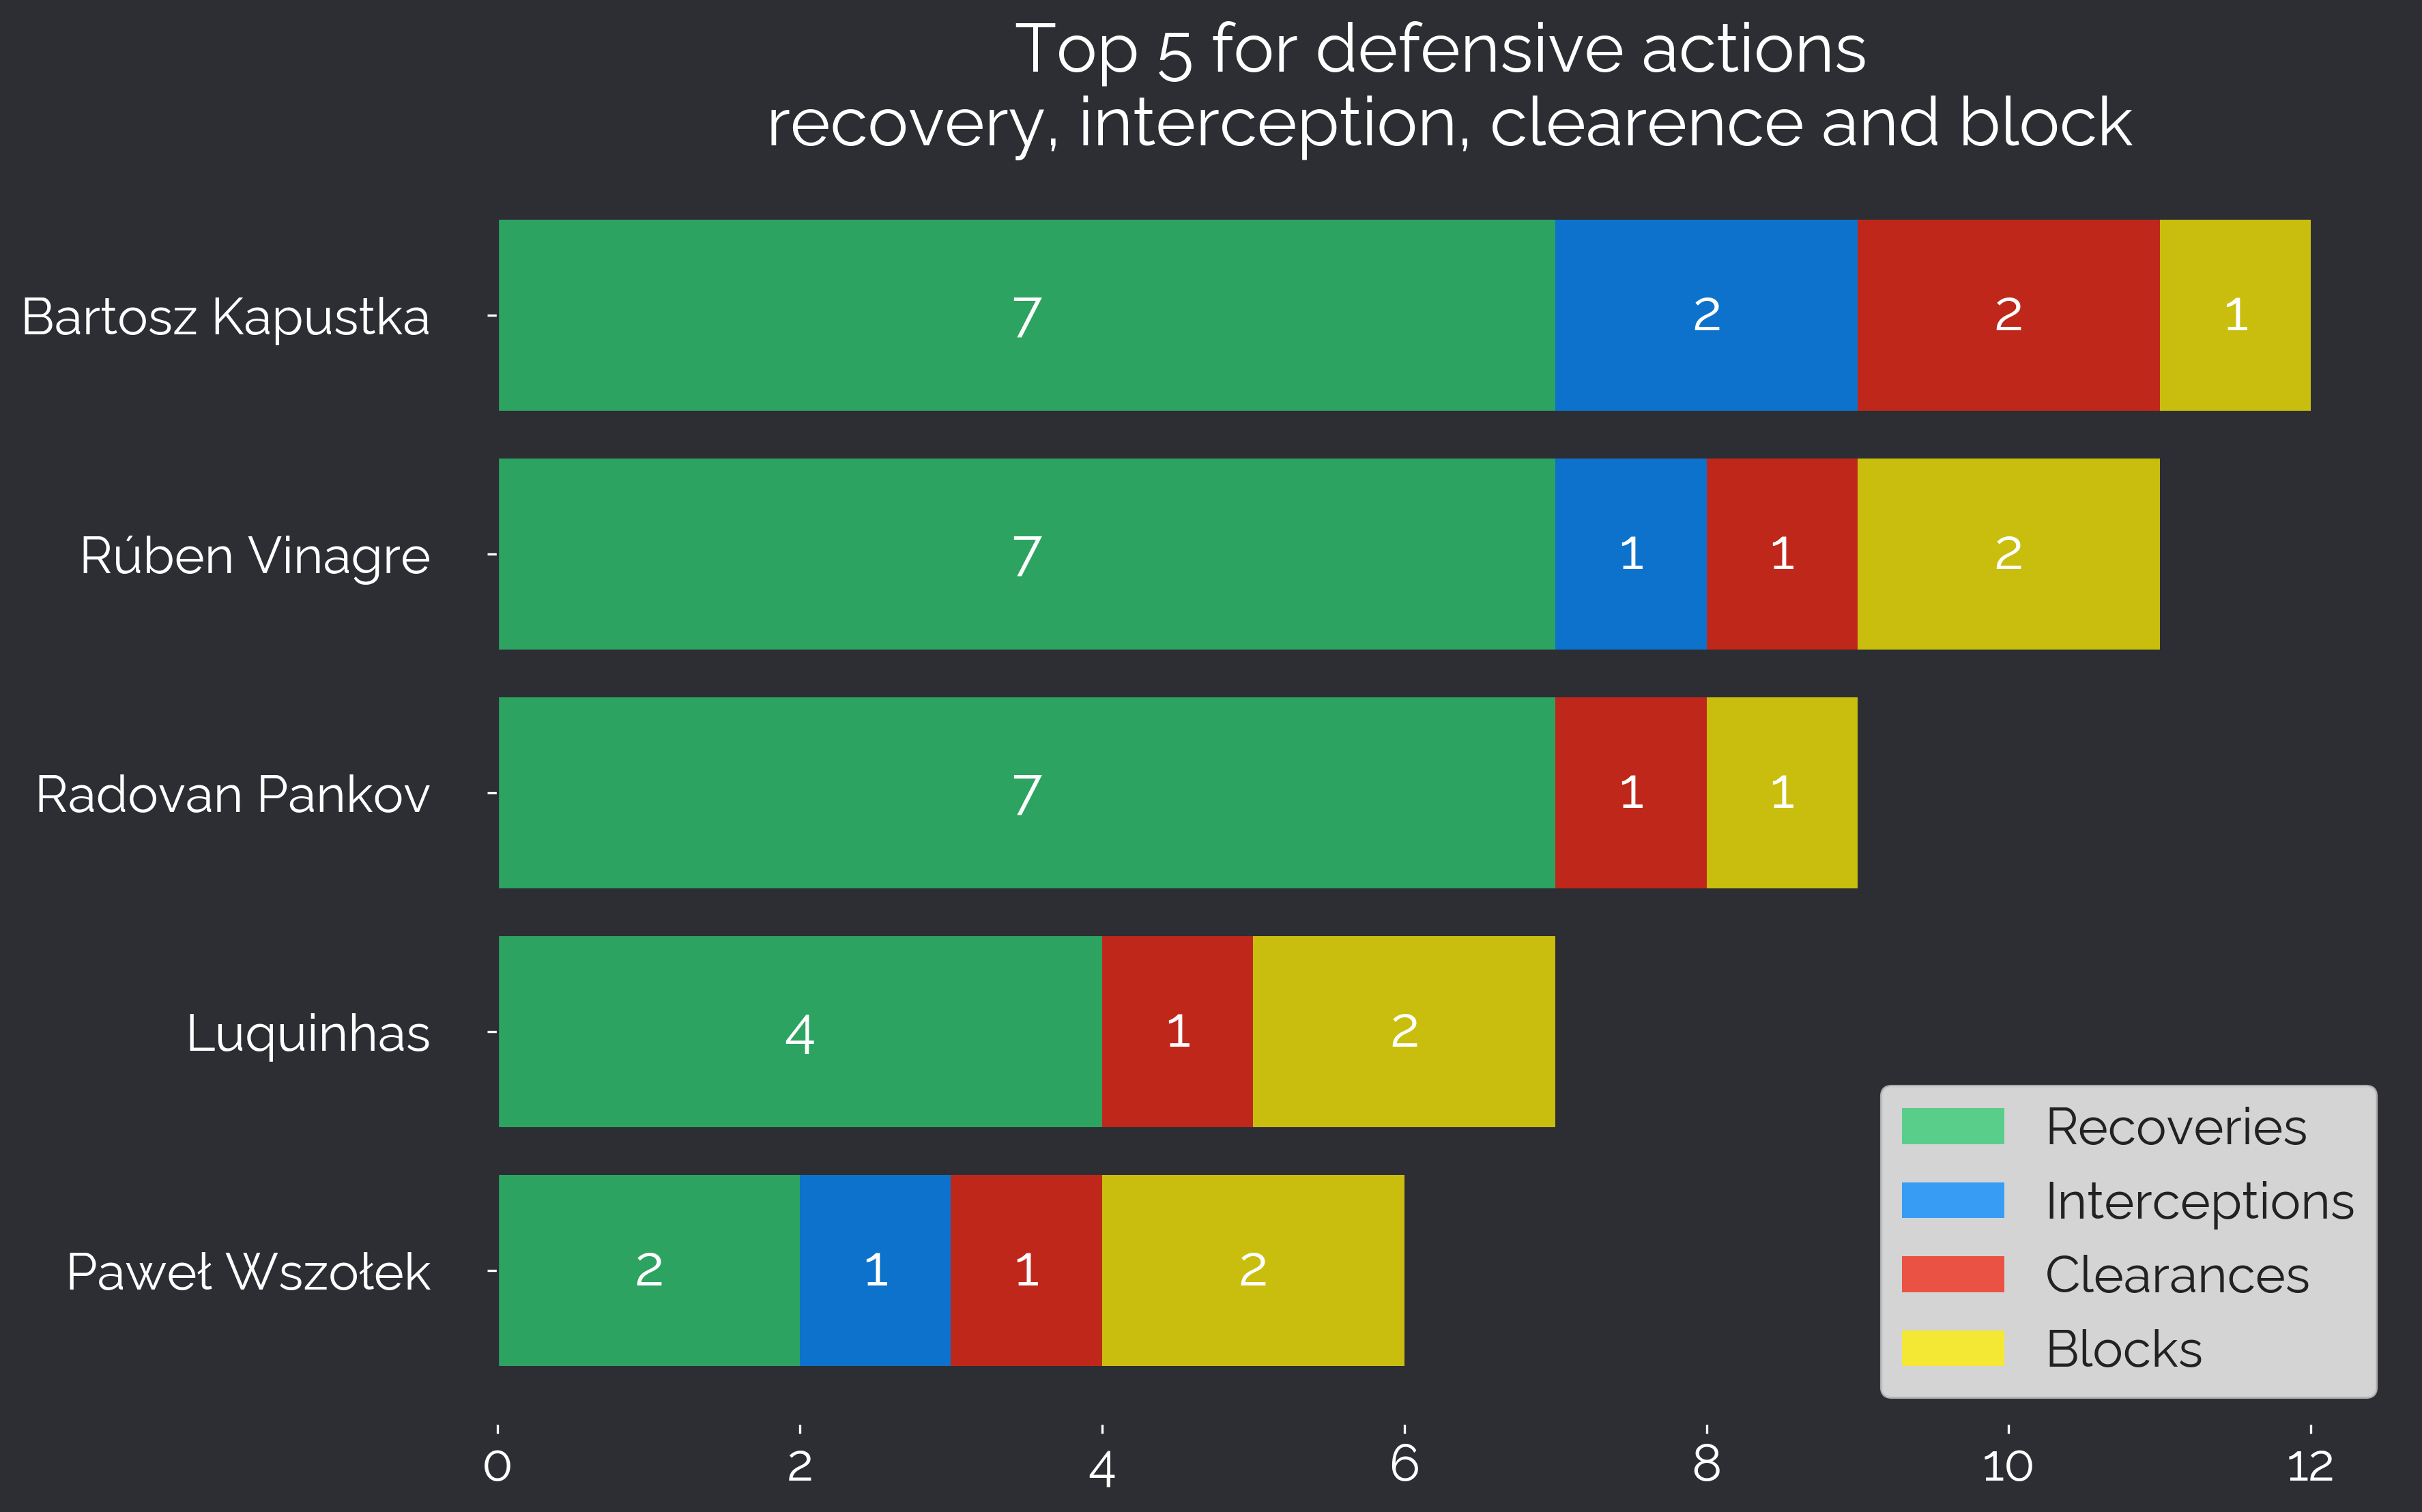 Top 5 for defensive actions
recovery, interception, clearence and block
Bartosz Kapustka 7 2 2 1
Rúben Vinagre 7 1 1 2
Radovan Pankov 7 1 1
Luquinhas 4 1 2
Paweł Wszołek 2 1 1 2
Recoveries
Interceptions
Clearances
Blocks
0 2 4 6 8 10 12